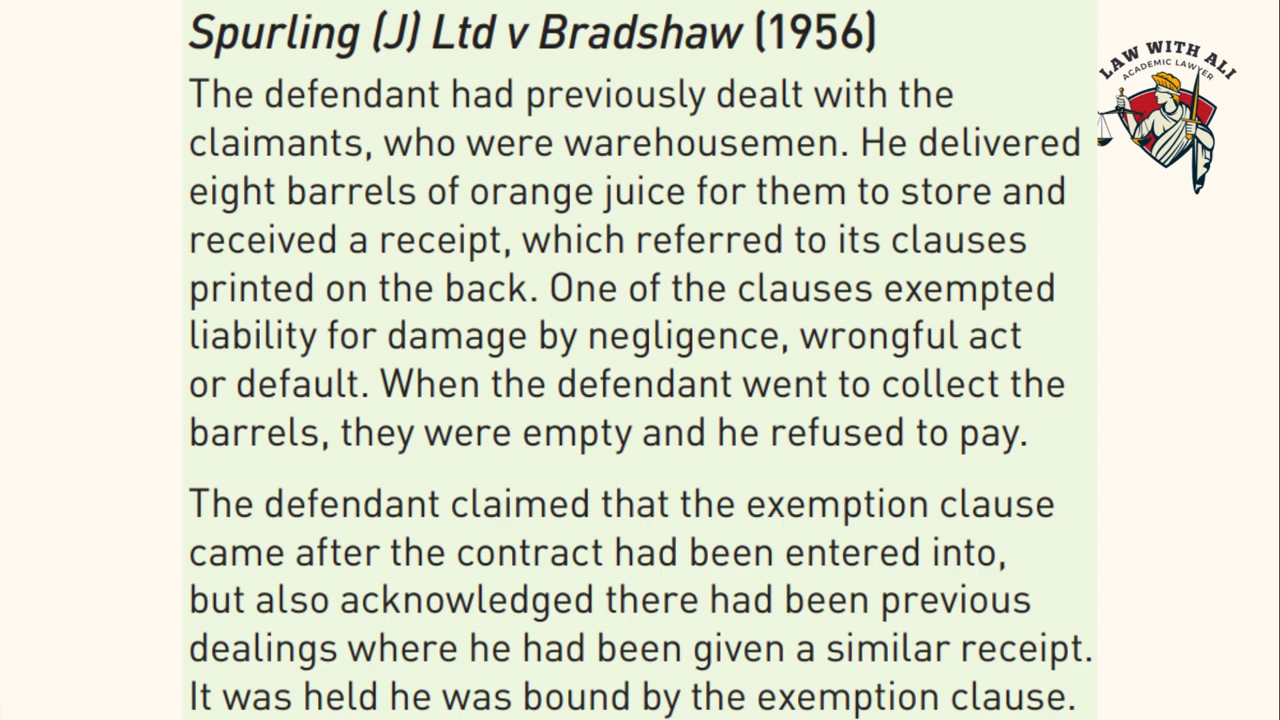 Spurling (J) Ltd v Bradshaw (1956)
The defendant had previously dealt with the
claimants, who were warehousemen. He delivered
eight barrels of orange juice for them to store and
received a receipt, which referred to its clauses
printed on the back. One of the clauses exempted
liability for damage by negligence, wrongful act
or default. When the defendant went to collect the
barrels, they were empty and he refused to pay.
The defendant claimed that the exemption clause
came after the contract had been entered into,
but also acknowledged there had been previous
dealings where he had been given a similar receipt.
It was held he was bound by the exemption clause.
LAW WITH ALI
ACADEMIC LAWYER